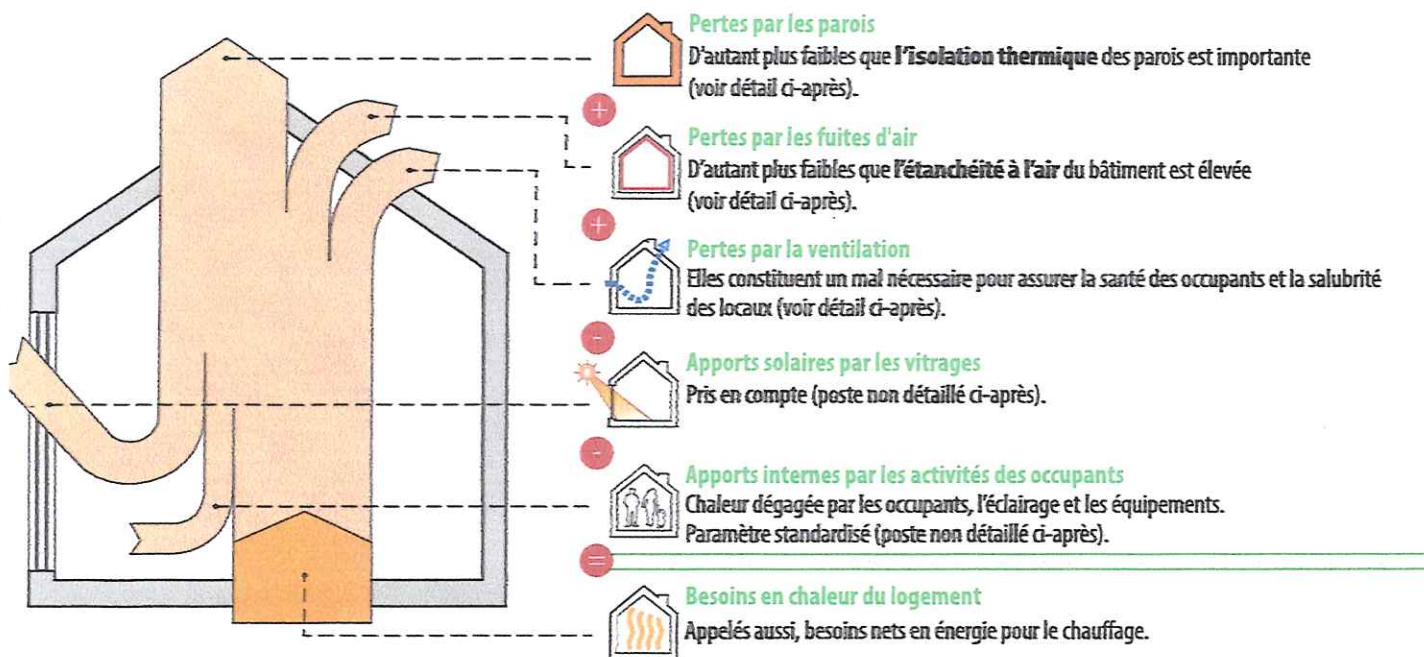 Pertes par les parois
D'autant plus faibles que l'isolation thermique des parois est importante
(voir détail ci-après).
+
Pertes par les fuites d'air
D'autant plus faibles que l'étanchéité à l'air du bâtiment est élevée
(voir détail ci-après).
+
Pertes par la ventilation
Elles constituent un mal nécessaire pour assurer la santé des occupants et la salubrité
des locaux (voir détail ci-après).
-
Apports solaires par les vitrages
Pris en compte (poste non détaillé ci-après).
-
Apports internes par les activités des occupants
Chaleur dégagée par les occupants, l'éclairage et les équipements.
Paramètre standardisé (poste non détaillé ci-après).
=
Besoins en chaleur du logement
Appelés aussi, besoins nets en énergie pour le chauffage.